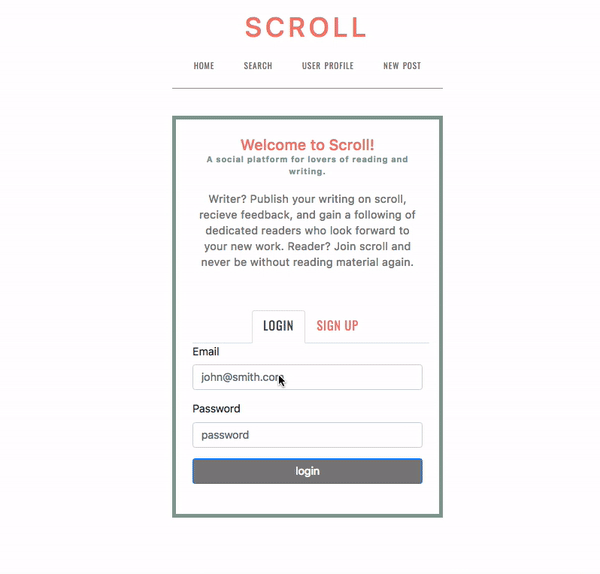 SCROLL
HOME SEARCH USER PROFILE NEW POST
Welcome to Scroll!
A social platform for lovers of reading and
writing.
Writer? Publish your writing on scroll,
recieve feedback, and gain a following of
dedicated readers who look forward to
your new work. Reader? Join scroll and
never be without reading material again.
LOGIN SIGN UP
Email
john@smith.com
Password
password
login